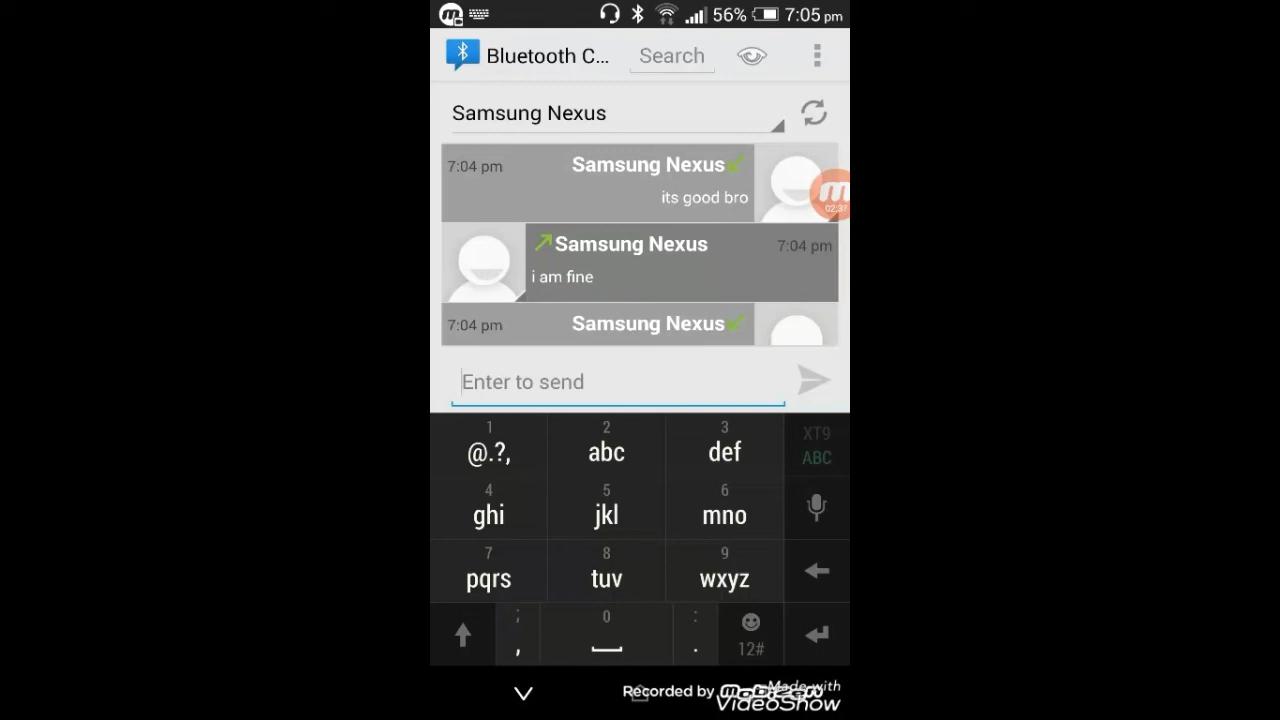 56% 7:05 pm
Bluetooth C... Search
Samsung Nexus
7:04 pm Samsung Nexus
its good bro
02:37
Samsung Nexus 7:04 pm
i am fine
7:04 pm Samsung Nexus
Enter to send
1 2 3 XT9
@.?, abc def ABC
4 5 6
ghi jkl mno
7 8 9
pqrs tuv wxyz
; 0 :
, . 12#
Recorded by Mobizen
Made with
VideoShow